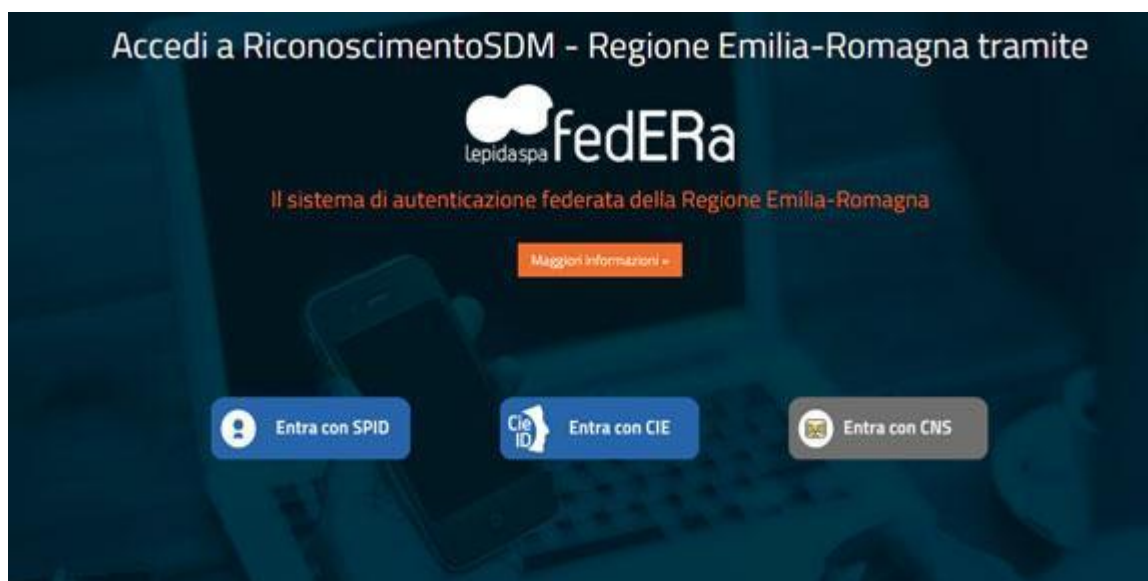 Accedi a RiconoscimentoSDM - Regione Emilia-Romagna tramite
lepidaspa fedERa
Il sistema di autenticazione federata della Regione Emilia-Romagna
Maggiori informazioni »
Entra con SPID
Cie ID Entra con CIE
Entra con CNS